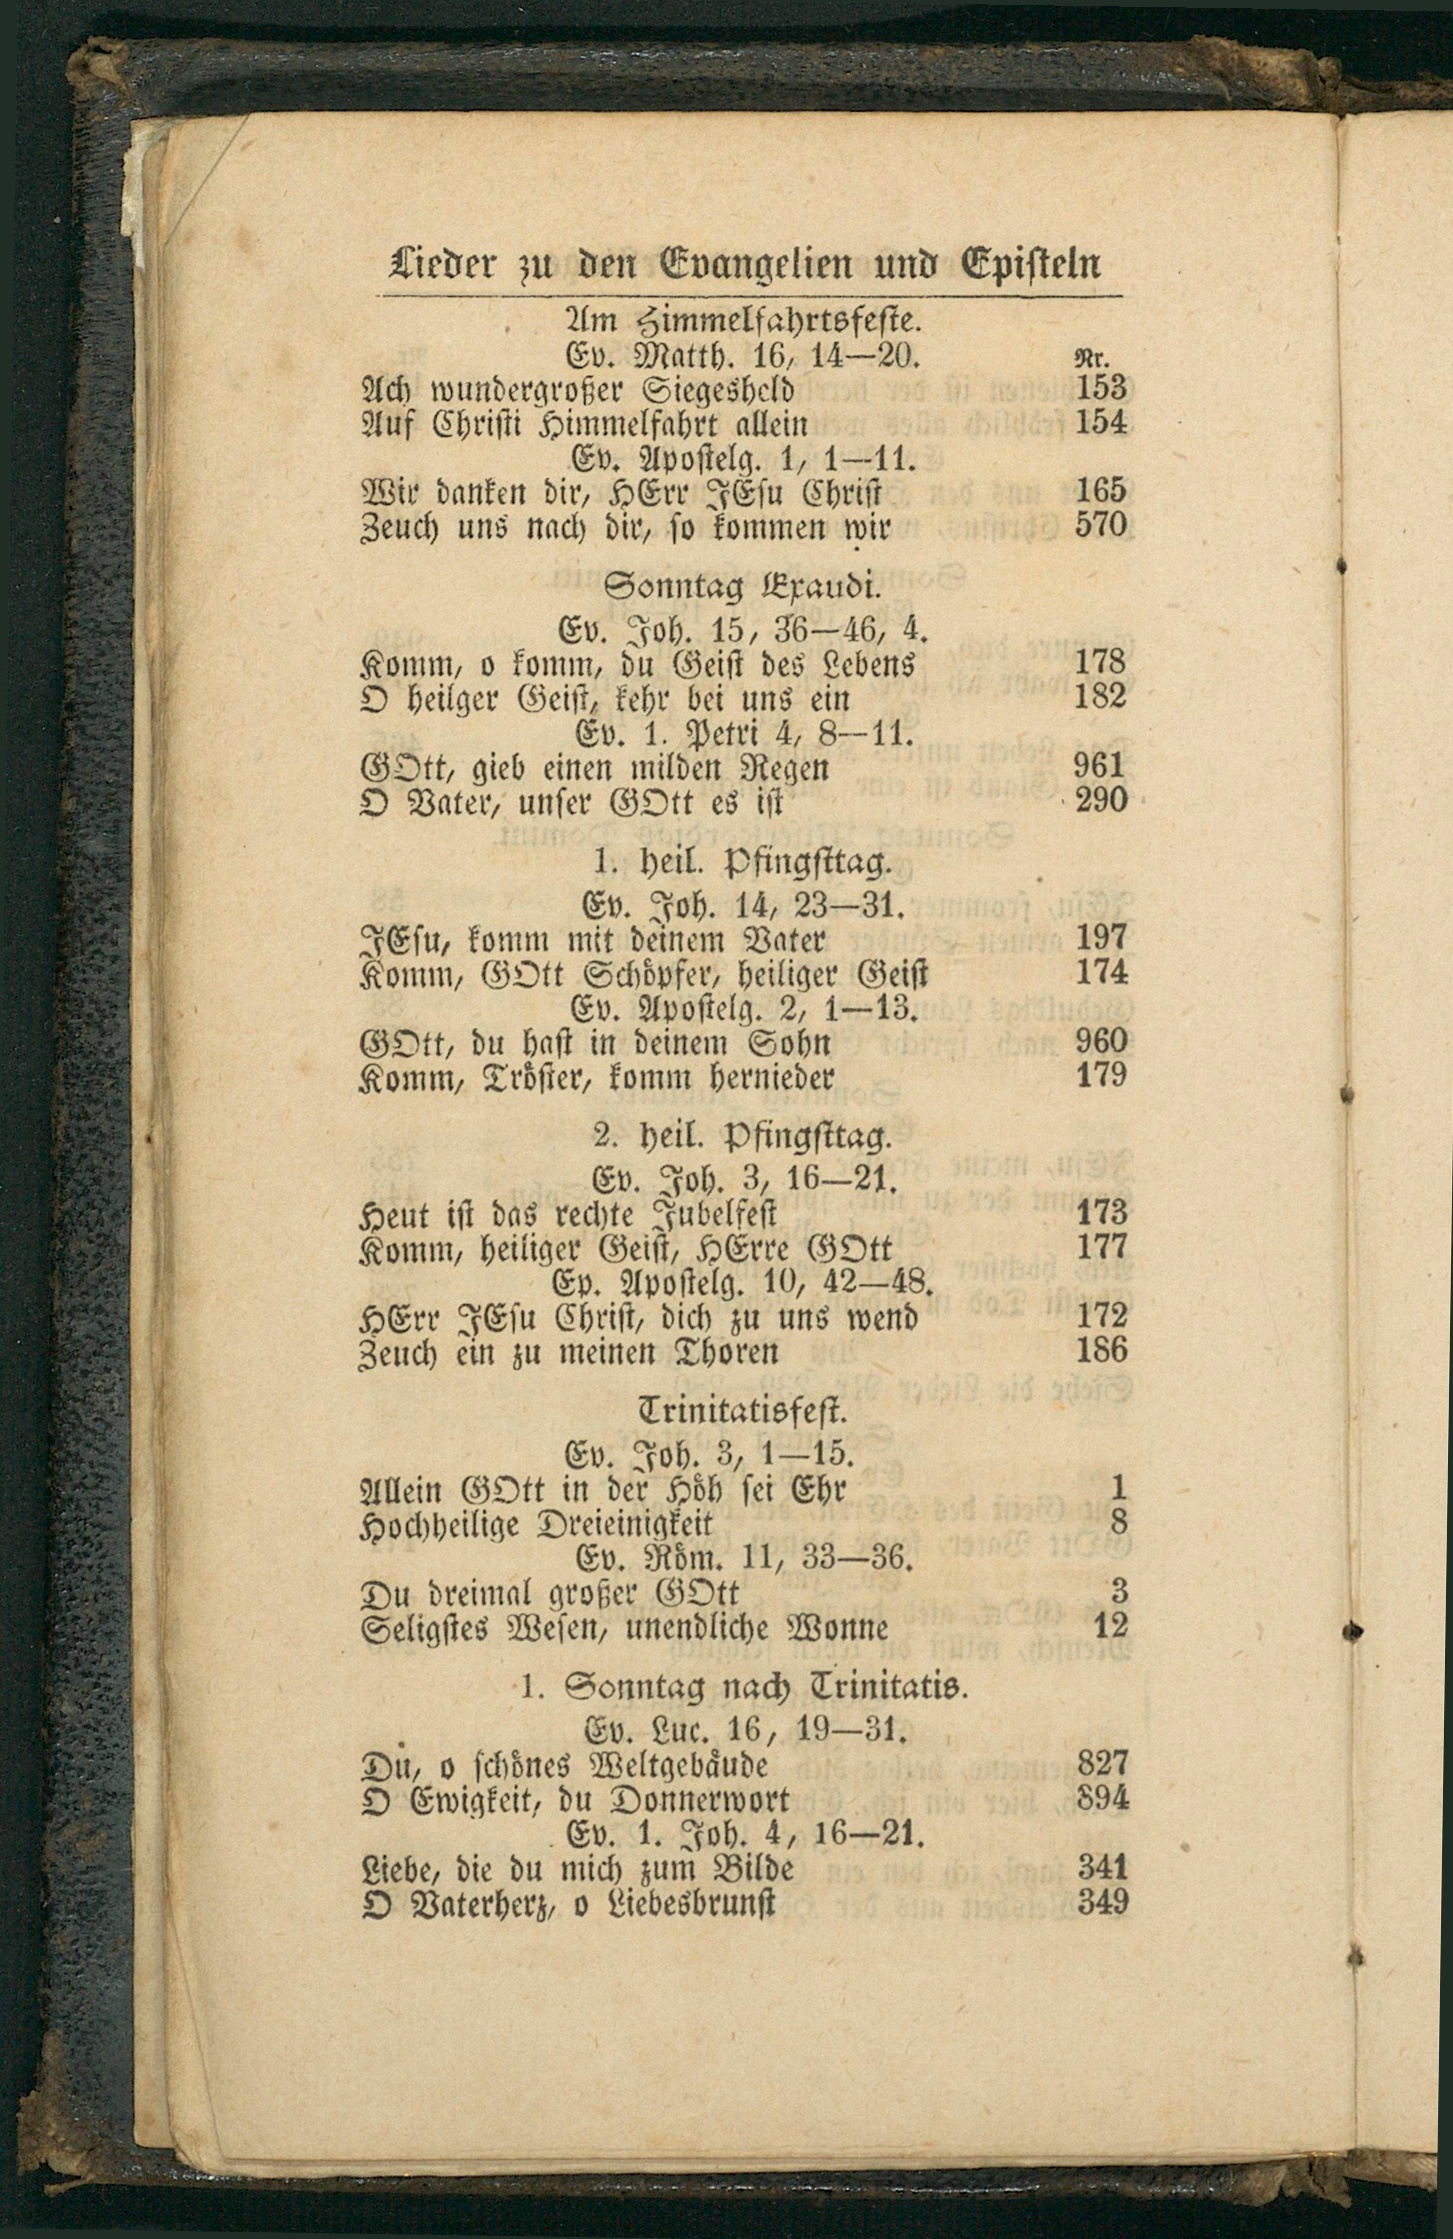 Lieder zu den Evangelien und Episteln
Am Himmelfahrtsfeste.
Ev. Matth. 16, 14—20. Nr.
Ach wundergroßer Siegesheld 153
Auf Christi Himmelfahrt allein 154
Ev. Apostelg. 1, 1—11.
Wir danken dir, HErr JEsu Christ 165
Zeuch uns nach dir, so kommen wir 570
Sonntag Exaudi.
Ev. Joh. 15, 36—46, 4.
Komm, o komm, du Geist des Lebens 178
O heilger Geist, kehr bei uns ein 182
Ev. 1. Petri 4, 8—11.
GOtt, gieb einen milden Regen 961
O Vater, unser GOtt es ist 290
1. heil. Pfingsttag.
Ev. Joh. 14, 23—31.
JEsu, komm mit deinem Vater 197
Komm, GOtt Schöpfer, heiliger Geist 174
Ev. Apostelg. 2, 1—13.
GOtt, du hast in deinem Sohn 960
Komm, Tröster, komm hernieder 179
2. heil. Pfingsttag.
Ev. Joh. 3, 16—21.
Heut ist das rechte Jubelfest 173
Komm, heiliger Geist, HErre GOtt 177
Ep. Apostelg. 10, 42—48.
HErr JEsu Christ, dich zu uns wend 172
Zeuch ein zu meinen Thoren 186
Trinitatisfest.
Ev. Joh. 3, 1—15.
Allein GOtt in der Höh sei Ehr 1
Hochheilige Dreieinigkeit 8
Ev. Röm. 11, 33—36.
Du dreimal großer GOtt 3
Seligstes Wesen, unendliche Wonne 12
1. Sonntag nach Trinitatis.
Ev. Luc. 16, 19—31.
Du, o schönes Weltgebäude 827
O Ewigkeit, du Donnerwort 894
Ev. 1. Joh. 4, 16—21.
Liebe, die du mich zum Bilde 341
O Vaterherz, o Liebesbrunst 349